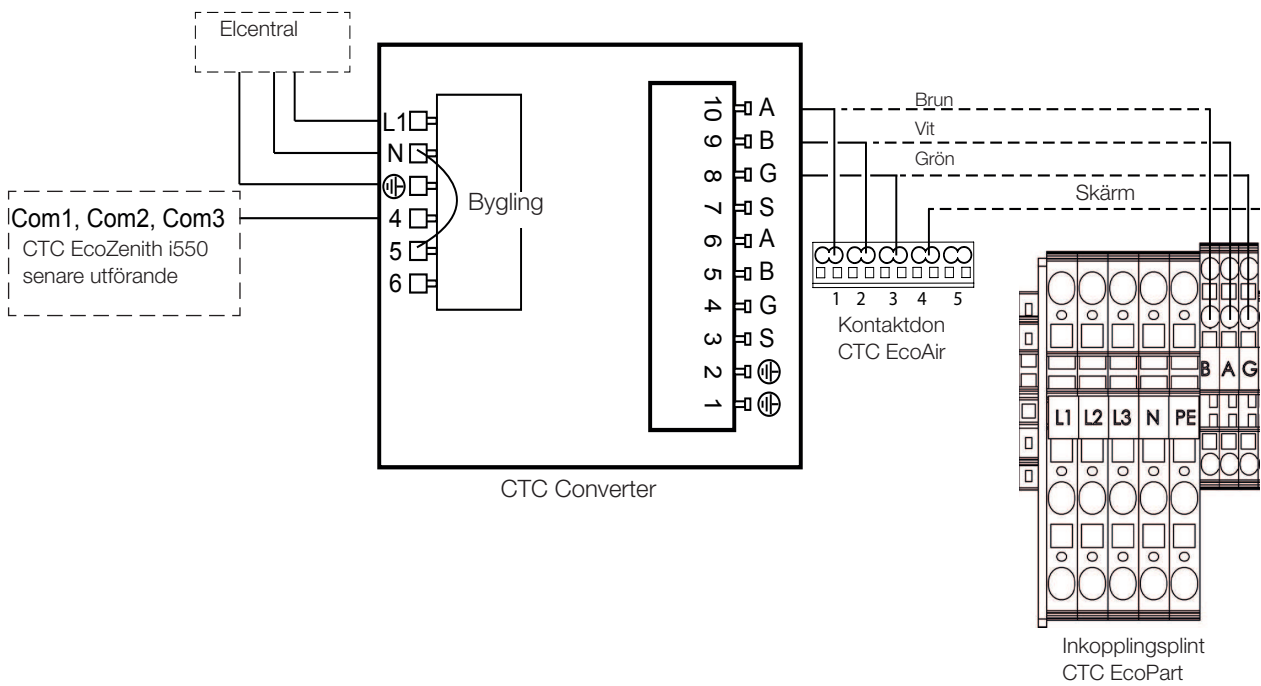 Elcentral
L1
N
4
5
6
Bygling
Com1, Com2, Com3
CTC EcoZenith i550
senare utförande
10 A
9 B
8 G
7 S
6 A
5 B
4 G
3 S
2
1
CTC Converter
Brun
Vit
Grön
Skärm
1 2 3 4 5
Kontaktdon
CTC EcoAir
B A G
L1 L2 L3 N PE
Inkopplingsplint
CTC EcoPart